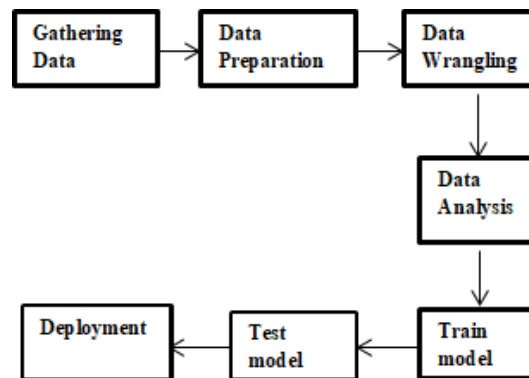 Gathering
Data
Data
Preparation
Data
Wrangling
Data
Analysis
Train
model
Test
model
Deployment